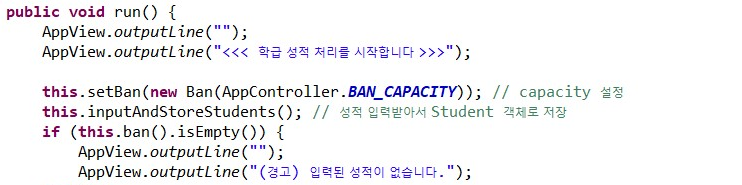 public void run() {
AppView.outputLine("");
AppView.outputLine("<<< 학급 성적 처리를 시작합니다 >>>");
this.setBan(new Ban(AppController.BAN_CAPACITY)); // capacity 설정
this.inputAndStoreStudents(); // 성적 입력받아서 Student 객체로 저장
if (this.ban().isEmpty()) {
AppView.outputLine("");
AppView.outputLine("(경고) 입력된 성적이 없습니다.");